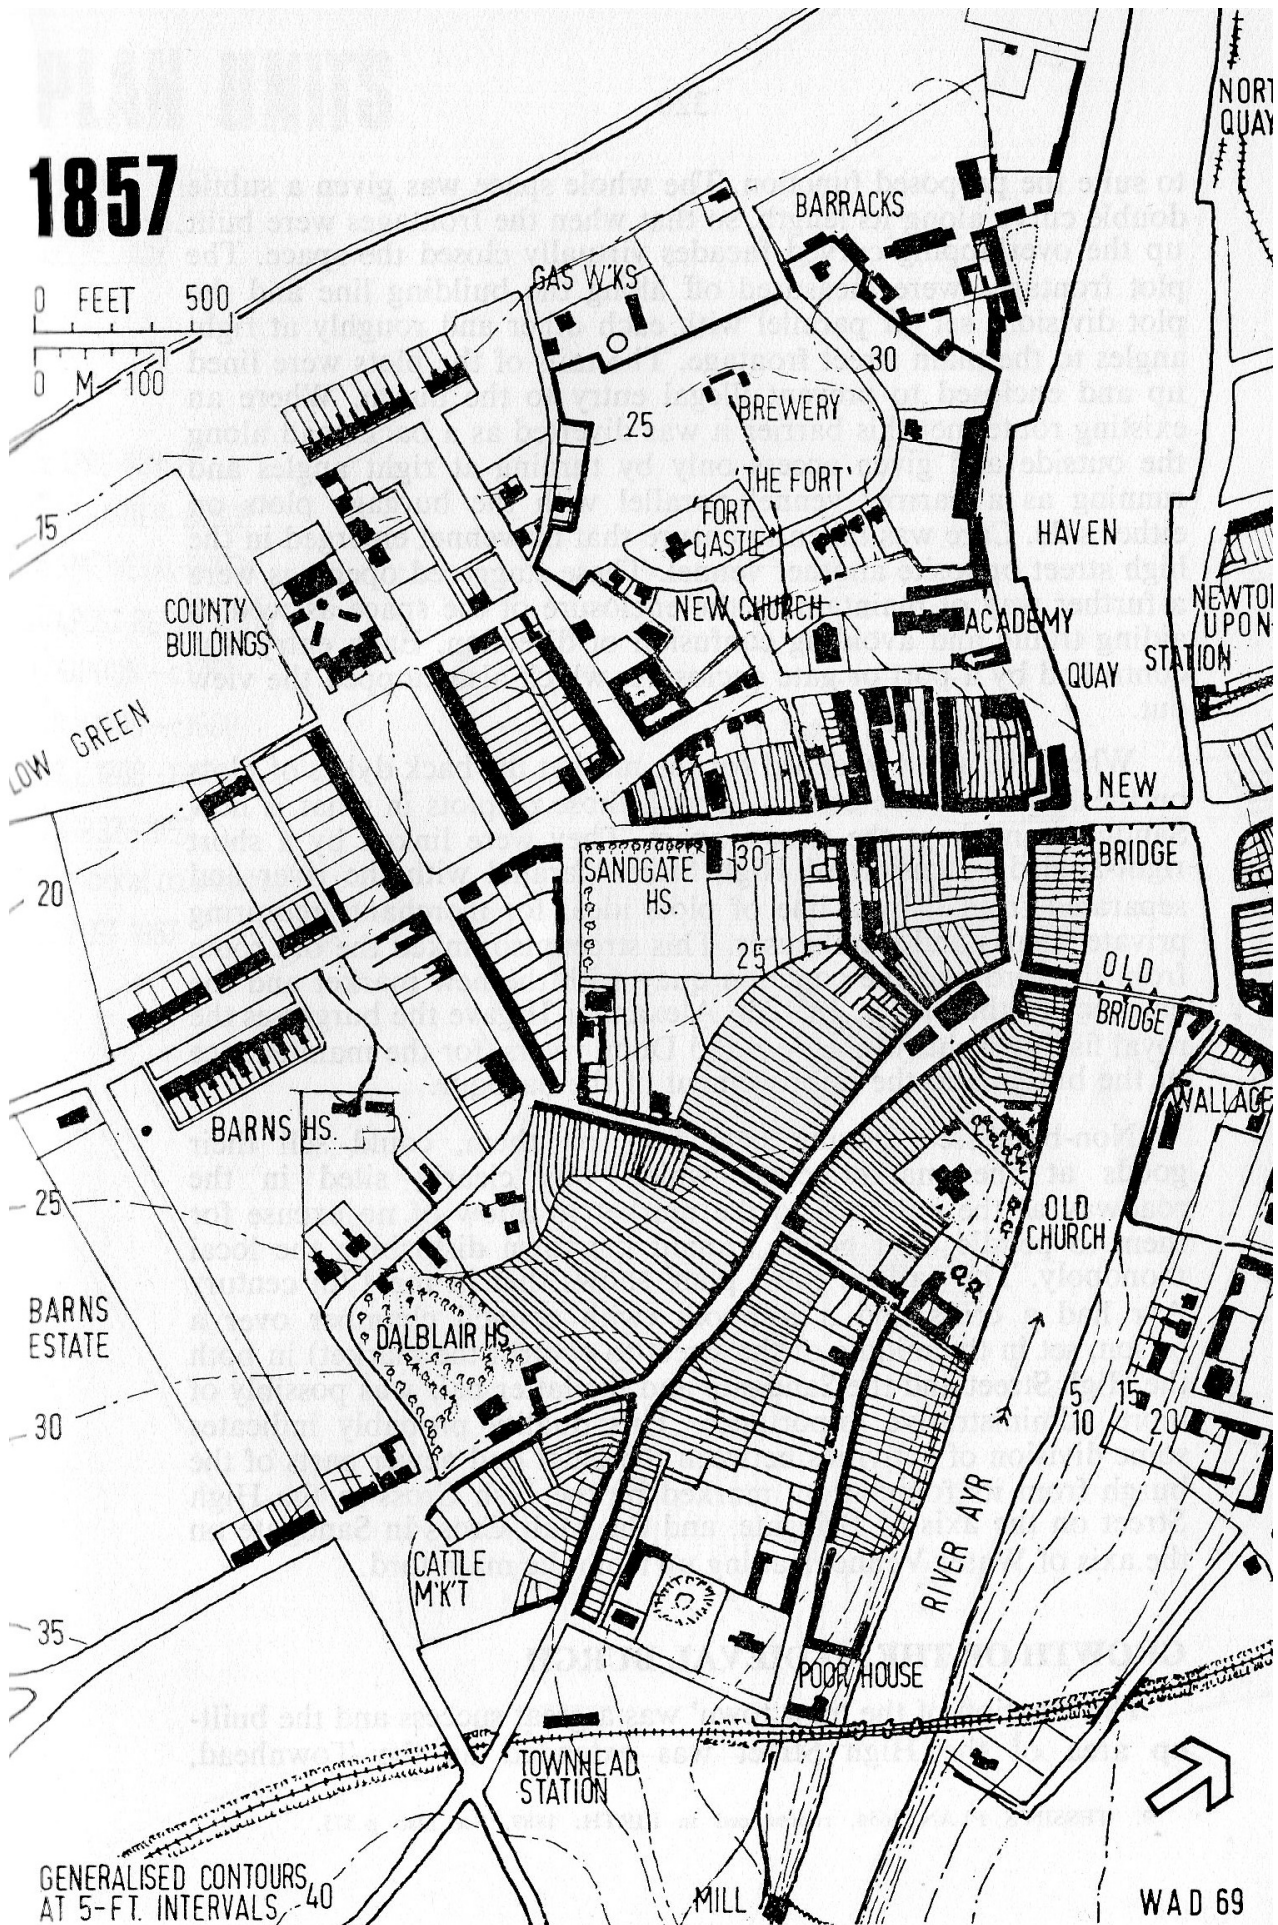 1857
0 FEET 500
0 M 100
NORT
QUAY
BARRACKS
GAS W'KS
30
BREWERY
25
'THE FORT'
FORT
CASTLE
15
HAVEN
COUNTY
BUILDINGS
NEW CHURCH
ACADEMY
NEWTO
UPON-
STATION
QUAY
LOW GREEN
NEW
BRIDGE
SANDGATE
HS.
30
20
25
OLD
BRIDGE
WALLACE
BARNS HS.
25
OLD
CHURCH
BARNS
ESTATE
DALBLAIR HS.
5 15
10 20
30
RIVER AYR
CATTLE
M'K'T
35
POOR HOUSE
TOWNHEAD
STATION
GENERALISED CONTOURS
AT 5-FT. INTERVALS
40
MILL
WAD 69